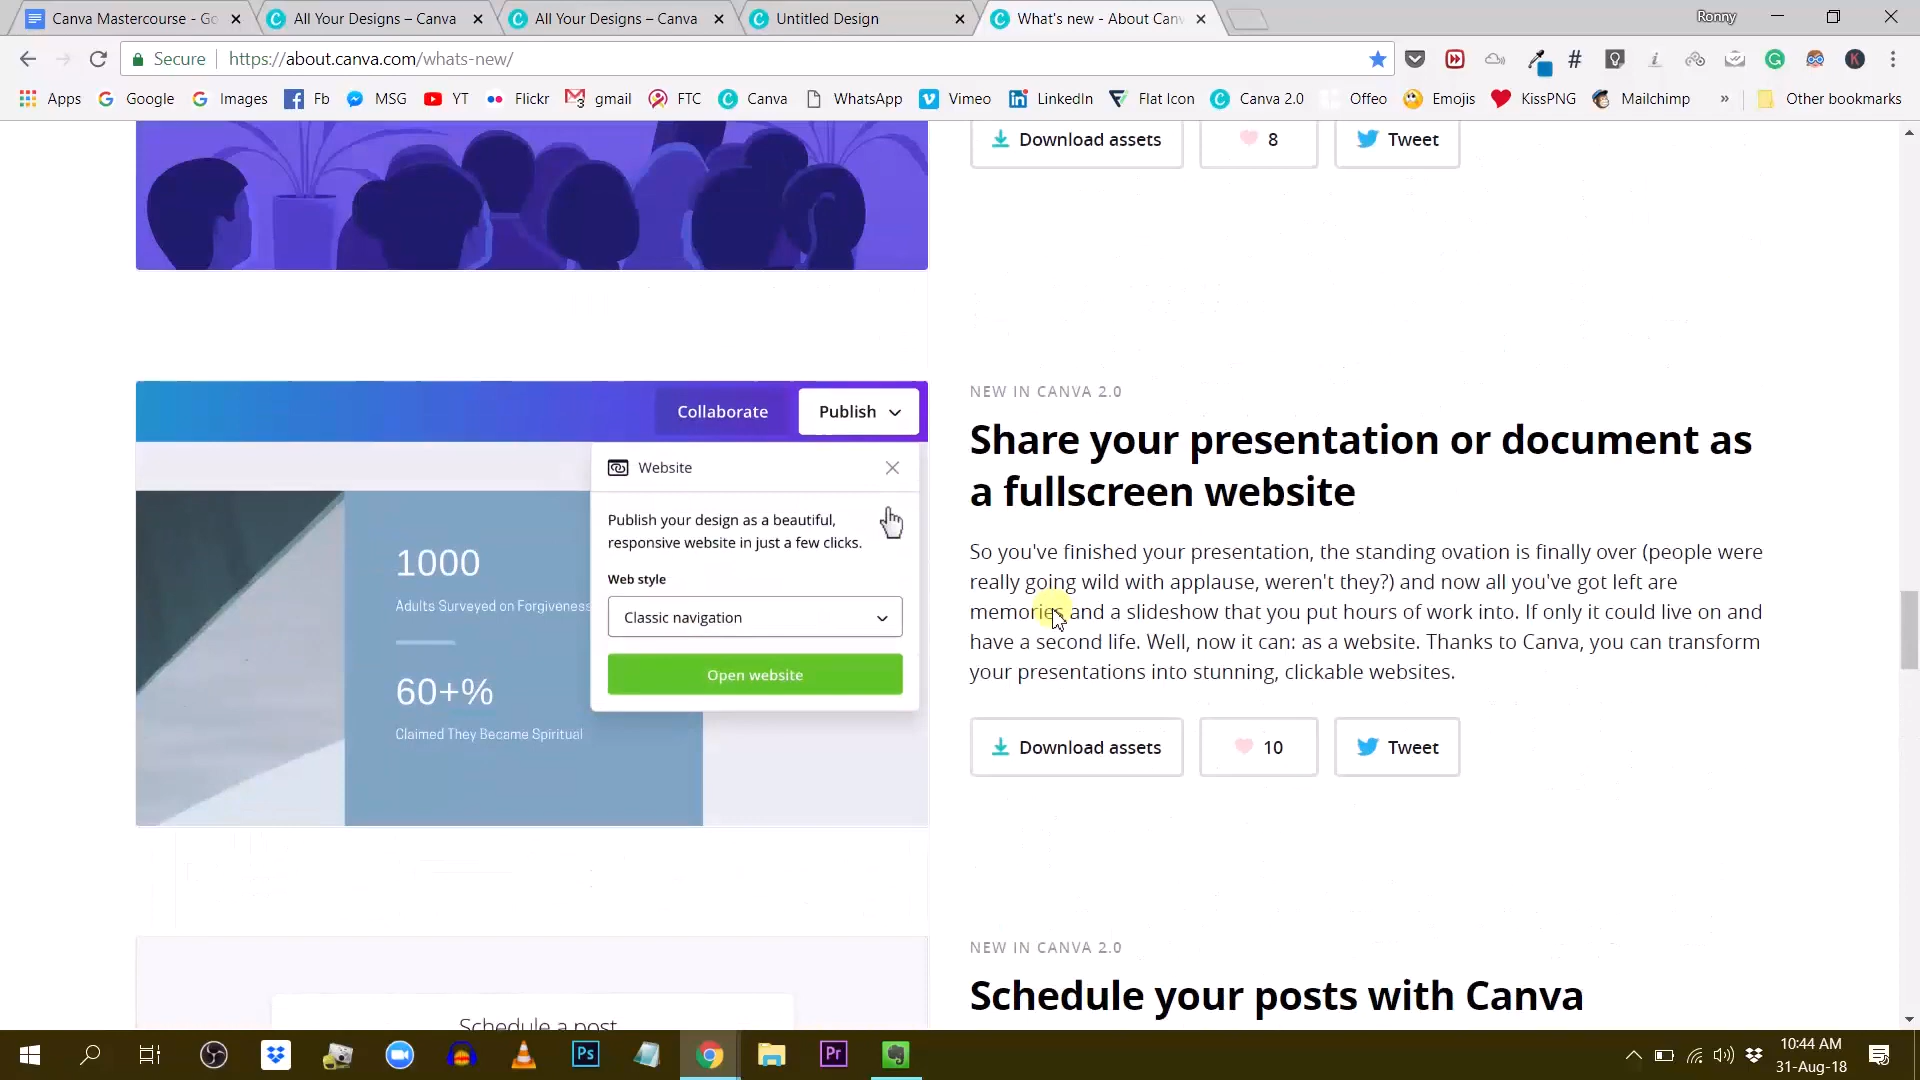 Canva Mastercourse - Go
All Your Designs – Canva
All Your Designs – Canva
Untitled Design
What's new - About Can
Ronny
Secure
https://about.canva.com/whats-new/
Apps
Google
Images
Fb
MSG
YT
Flickr
gmail
FTC
Canva
WhatsApp
Vimeo
LinkedIn
Flat Icon
Canva 2.0
Offeo
Emojis
KissPNG
Mailchimp
»
Other bookmarks
Download assets
8
Tweet
Collaborate
Publish
Website
Publish your design as a beautiful,
responsive website in just a few clicks.
Web style
Classic navigation
Open website
1000
Adults Surveyed on Forgiveness
60+%
Claimed They Became Spiritual
NEW IN CANVA 2.0
Share your presentation or document as
a fullscreen website
So you've finished your presentation, the standing ovation is finally over (people were
really going wild with applause, weren't they?) and now all you've got left are
memories and a slideshow that you put hours of work into. If only it could live on and
have a second life. Well, now it can: as a website. Thanks to Canva, you can transform
your presentations into stunning, clickable websites.
Download assets
10
Tweet
Schedule a post
NEW IN CANVA 2.0
Schedule your posts with Canva
Ps
Pr
10:44 AM
31-Aug-18